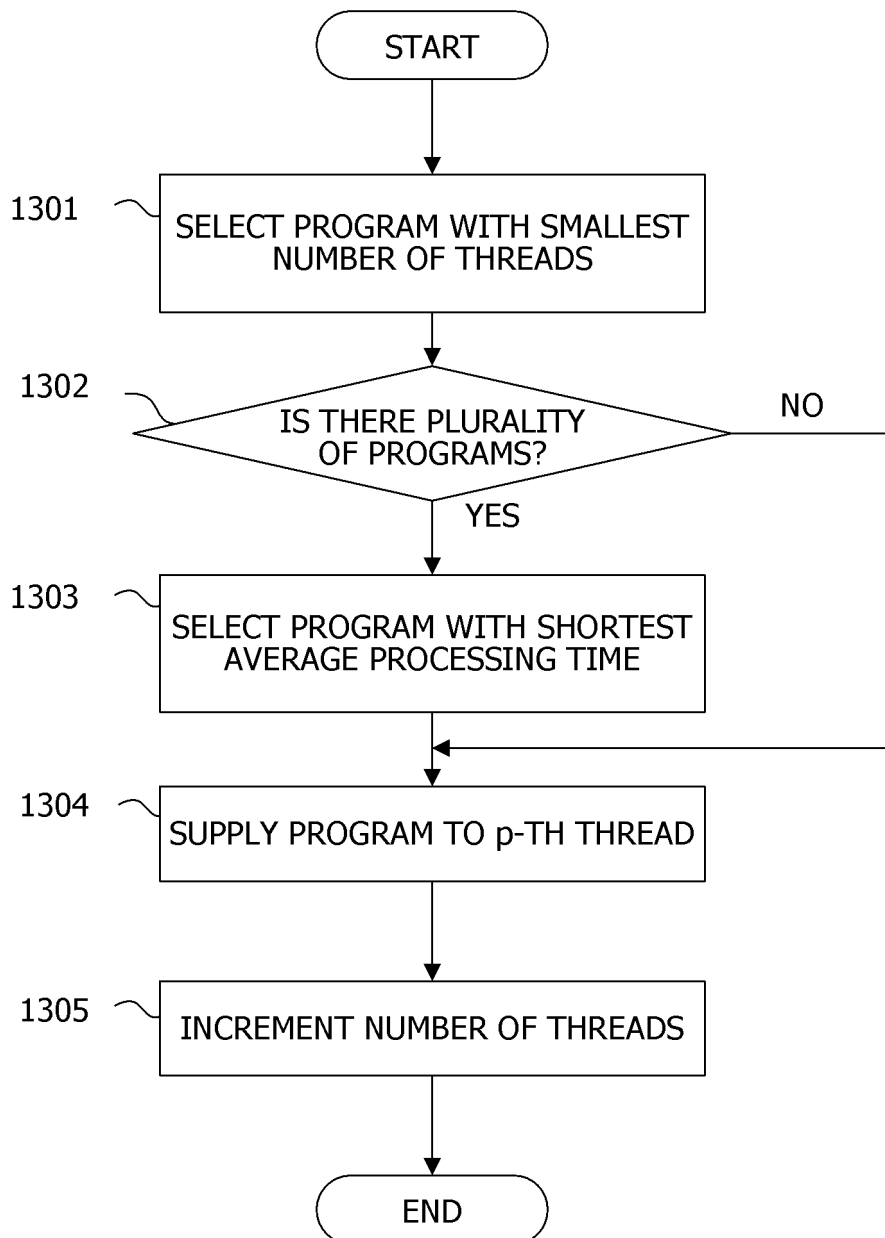 START
1301
SELECT PROGRAM WITH SMALLEST
NUMBER OF THREADS
1302
IS THERE PLURALITY
OF PROGRAMS?
NO
YES
1303
SELECT PROGRAM WITH SHORTEST
AVERAGE PROCESSING TIME
1304
SUPPLY PROGRAM TO p-TH THREAD
1305
INCREMENT NUMBER OF THREADS
END